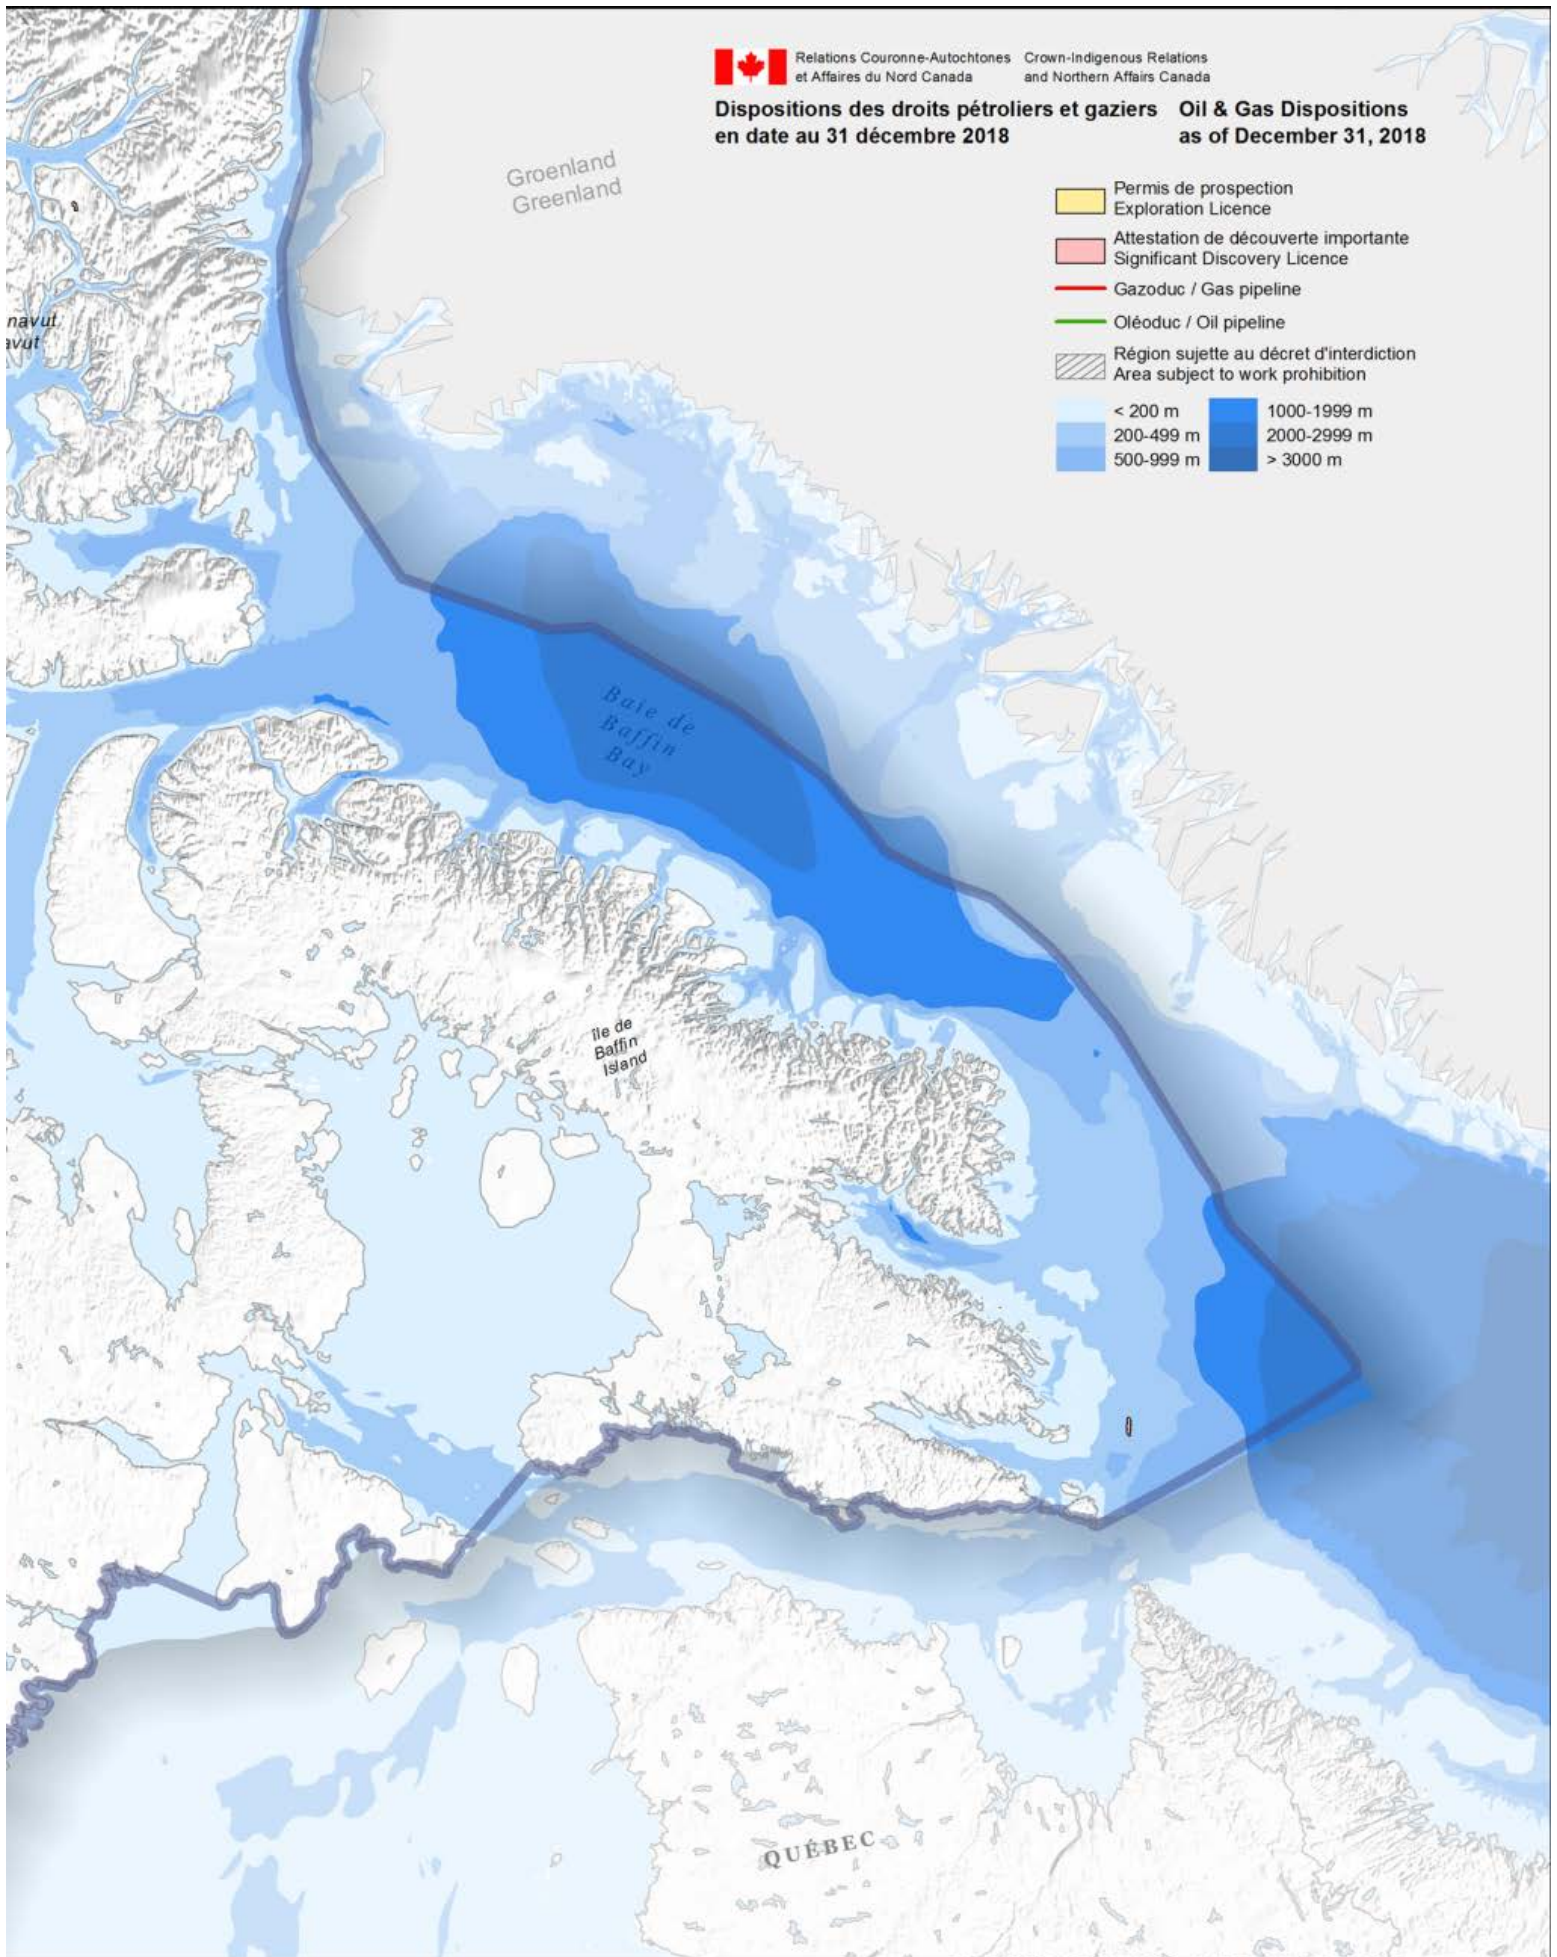 Relations Couronne-Autochtones
et Affaires du Nord Canada
Crown-Indigenous Relations
and Northern Affairs Canada
Dispositions des droits pétroliers et gaziers
en date au 31 décembre 2018
Oil & Gas Dispositions
as of December 31, 2018
Groenland
Greenland
Permis de prospection
Exploration Licence
Attestation de découverte importante
Significant Discovery Licence
Gazoduc / Gas pipeline
Oléoduc / Oil pipeline
Région sujette au décret d'interdiction
Area subject to work prohibition
< 200 m
200-499 m
500-999 m
1000-1999 m
2000-2999 m
> 3000 m
navut
avut
Baie de
Baffin
Bay
île de
Baffin
Island
QUÉBEC